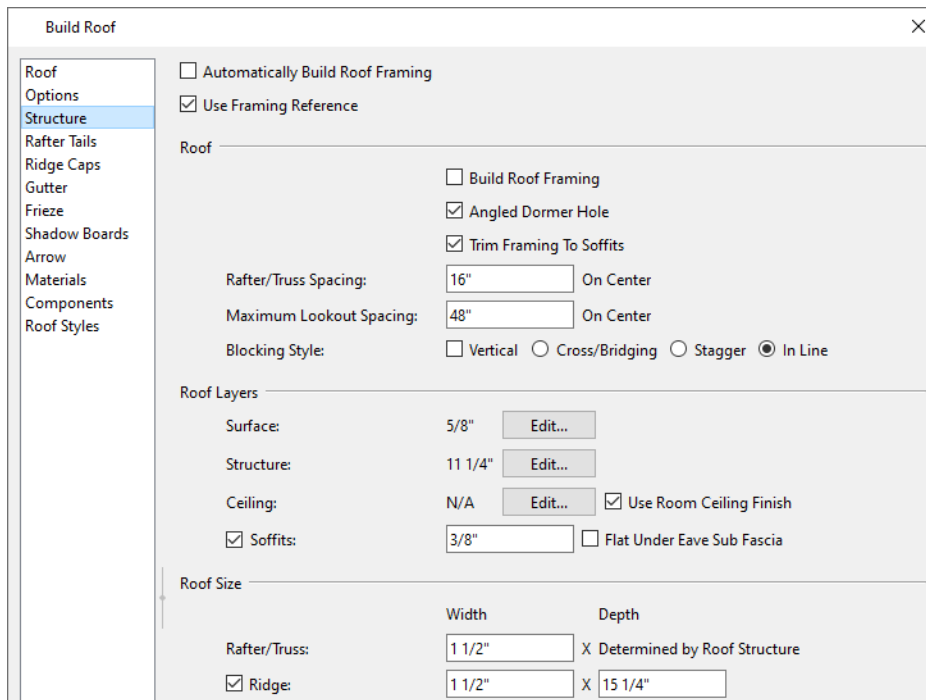 Build Roof
Roof
Options
Structure
Rafter Tails
Ridge Caps
Gutter
Frieze
Shadow Boards
Arrow
Materials
Components
Roof Styles
Automatically Build Roof Framing
Use Framing Reference
Roof
Build Roof Framing
Angled Dormer Hole
Trim Framing To Soffits
Rafter/Truss Spacing: 16" On Center
Maximum Lookout Spacing: 48" On Center
Blocking Style: Vertical Cross/Bridging Stagger In Line
Roof Layers
Surface: 5/8" Edit...
Structure: 11 1/4" Edit...
Ceiling: N/A Edit... Use Room Ceiling Finish
Soffits: 3/8" Flat Under Eave Sub Fascia
Roof Size
Width Depth
Rafter/Truss: 1 1/2" X Determined by Roof Structure
Ridge: 1 1/2" X 15 1/4"